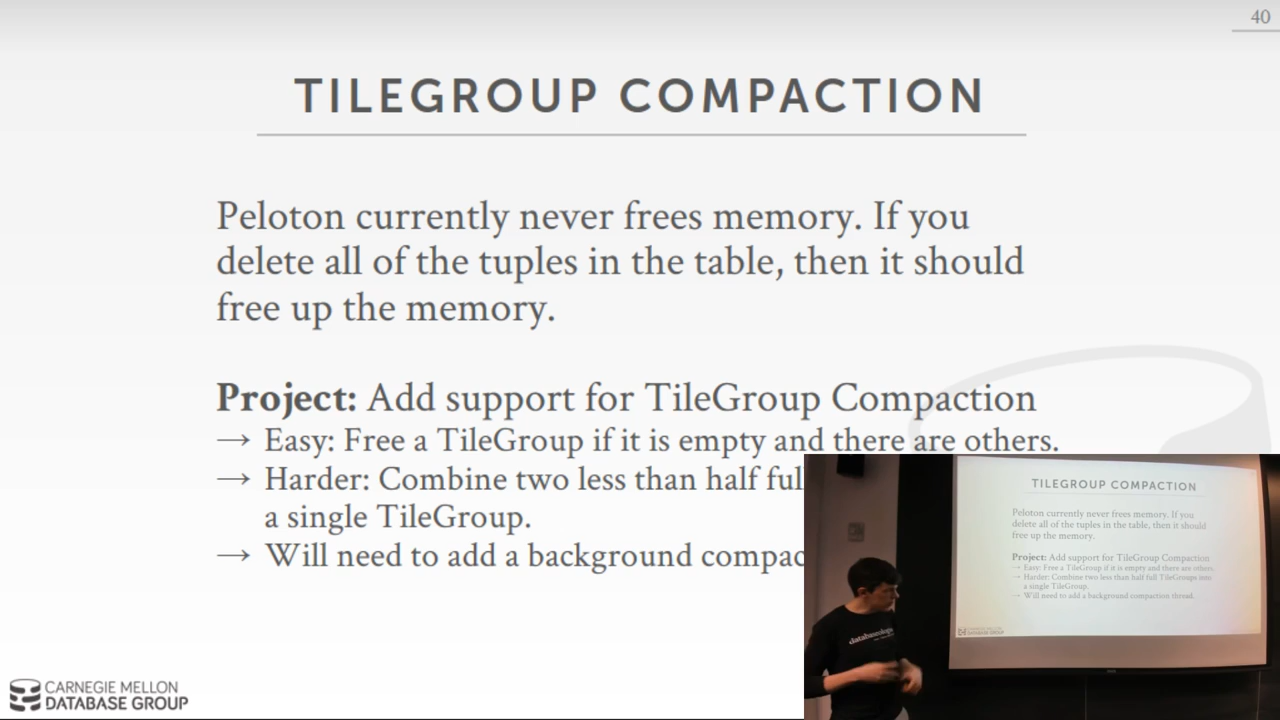 40
TILEGROUP COMPACTION
Peloton currently never frees memory. If you
delete all of the tuples in the table, then it should
free up the memory.
Project: Add support for TileGroup Compaction
→ Easy: Free a TileGroup if it is empty and there are others.
→ Harder: Combine two less than half ful
a single TileGroup.
→ Will need to add a background compac
CARNEGIE MELLON
DATABASE GROUP
TILEGROUP COMPACTION
Peloton currently never frees memory. If you
delete all of the tuples in the table, then it should
free up the memory.
Project: Add support for TileGroup Compaction
→ Easy: Free a TileGroup if it is empty and there are others.
→ Harder: Combine two less than half full TileGroups into
a single TileGroup.
→ Will need to add a background compaction thread.
CARNEGIE MELLON
DATABASE GROUP